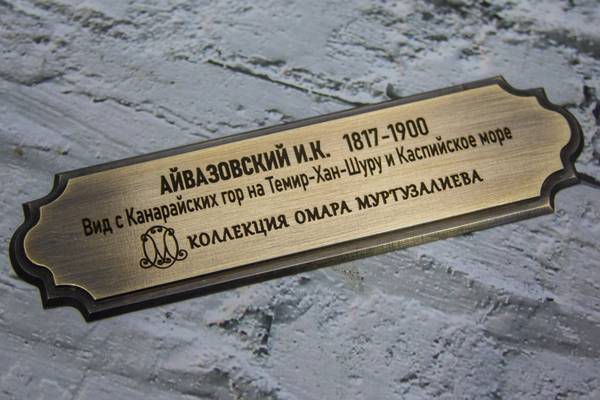 АЙВАЗОВСКИЙ И.К. 1817-1900
Вид с Канарайских гор на Темир-Хан-Шуру и Каспийское море
КОЛЛЕКЦИЯ ОМАРА МУРТУЗАЛИЕВА